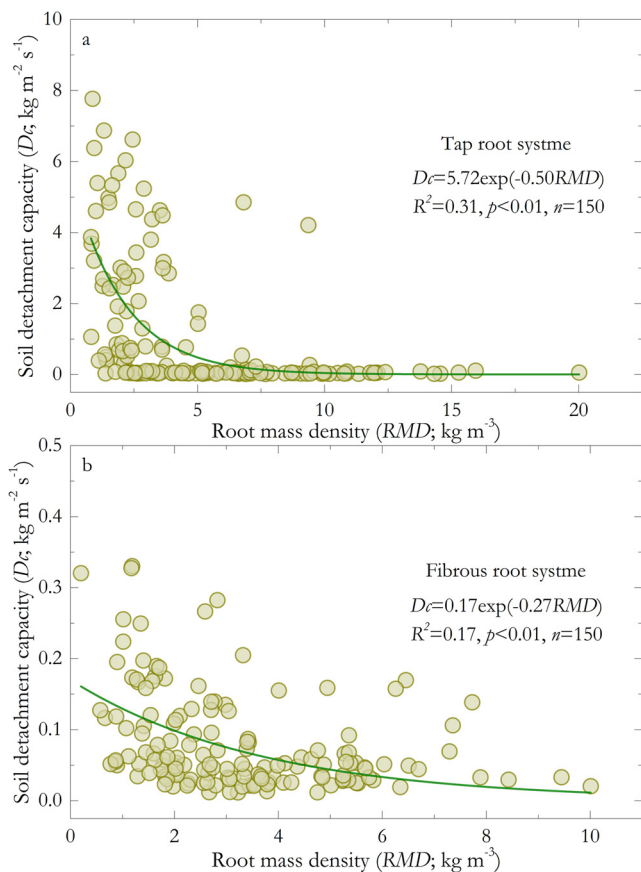 a
Tap root systme
Dc=5.72exp(-0.50RMD)
R²=0.31, p<0.01, n=150
Soil detachment capacity (Dc; kg m⁻² s⁻¹)
10
8
6
4
2
0
0 5 10 15 20
Root mass density (RMD; kg m⁻³)
b
Fibrous root systme
Dc=0.17exp(-0.27RMD)
R²=0.17, p<0.01, n=150
Soil detachment capacity (Dc; kg m⁻² s⁻¹)
0.5
0.4
0.3
0.2
0.1
0.0
0 2 4 6 8 10
Root mass density (RMD; kg m⁻³)